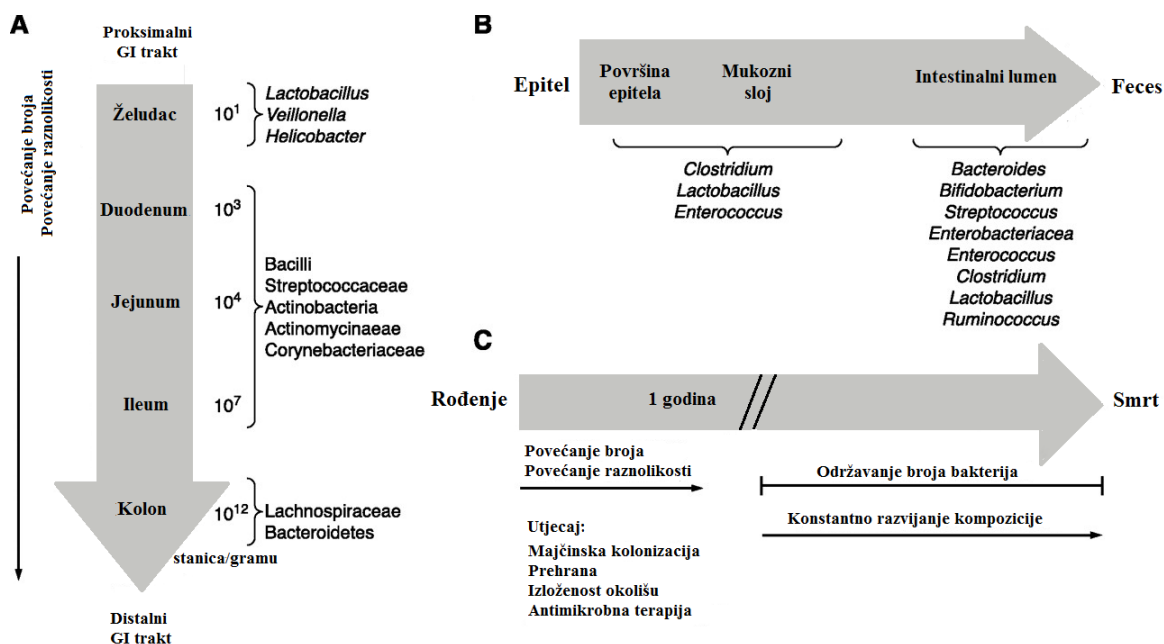 A
Proksimalni
GI trakt
Povećanje broja
Povećanje raznolikosti
Želudac
10¹
Lactobacillus
Veillonella
Helicobacter
Duodenum
10³
Jejunum
10⁴
Ileum
10⁷
Bacilli
Streptococcaceae
Actinobacteria
Actinomycinaeae
Corynebacteriaceae
Kolon
10¹²
Lachnospiraceae
Bacteroidetes
stanica/gramu
Distalni
GI trakt
B
Epitel
Površina
epitela
Mukozni
sloj
Intestinalni lumen
Feces
Clostridium
Lactobacillus
Enterococcus
Bacteroides
Bifidobacterium
Streptococcus
Enterobacteriacea
Enterococcus
Clostridium
Lactobacillus
Ruminococcus
C
Rođenje
1 godina
Smrt
Povećanje broja
Povećanje raznolikosti
Održavanje broja bakterija
Konstantno razvijanje kompozicije
Utjecaj:
Majčinska kolonizacija
Prehrana
Izloženost okolišu
Antimikrobna terapija